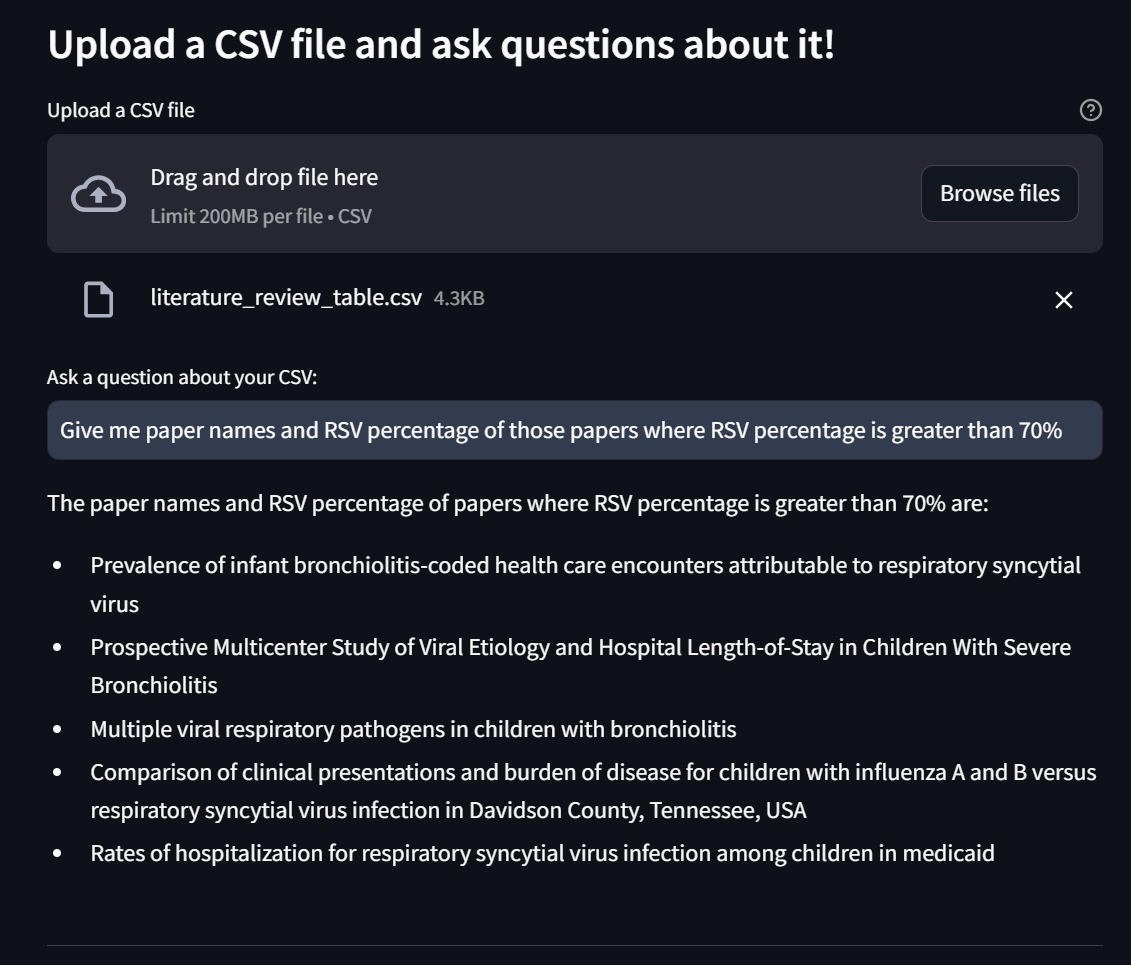 Upload a CSV file and ask questions about it!
Upload a CSV file
Drag and drop file here
Limit 200MB per file • CSV
Browse files
literature_review_table.csv 4.3KB
Ask a question about your CSV:
Give me paper names and RSV percentage of those papers where RSV percentage is greater than 70%
The paper names and RSV percentage of papers where RSV percentage is greater than 70% are:
• Prevalence of infant bronchiolitis-coded health care encounters attributable to respiratory syncytial
virus
• Prospective Multicenter Study of Viral Etiology and Hospital Length-of-Stay in Children With Severe
Bronchiolitis
• Multiple viral respiratory pathogens in children with bronchiolitis
• Comparison of clinical presentations and burden of disease for children with influenza A and B versus
respiratory syncytial virus infection in Davidson County, Tennessee, USA
• Rates of hospitalization for respiratory syncytial virus infection among children in medicaid